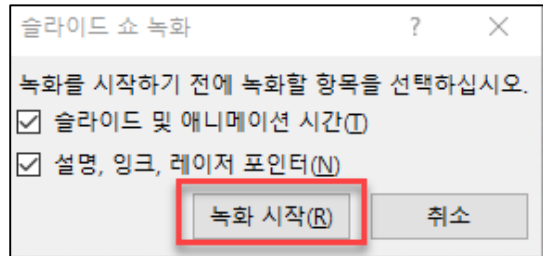 슬라이드 쇼 녹화 ?
녹화를 시작하기 전에 녹화할 항목을 선택하십시오.
슬라이드 및 애니메이션 시간(T)
설명, 잉크, 레이저 포인터(N)
녹화 시작(R) 취소